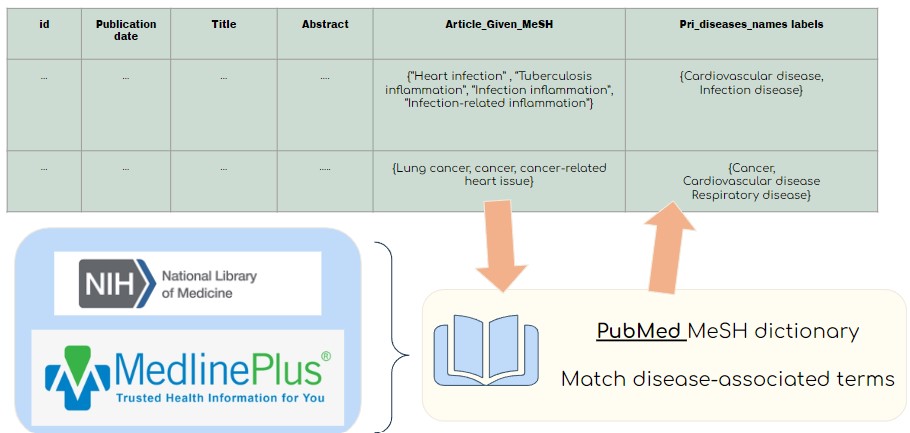 id
Publication
date
Title
Abstract
Article_Given_MeSH
Pri_diseases_names labels
...
...
...
....
{"Heart infection" , "Tuberculosis
inflammation", "Infection inflammation",
"Infection-related inflammation"}
{Cardiovascular disease,
Infection disease}
...
...
...
.....
{Lung cancer, cancer, cancer-related
heart issue}
{Cancer,
Cardiovascular disease
Respiratory disease}
NIH
National Library
of Medicine
MedlinePlus®
Trusted Health Information for You
PubMed MeSH dictionary
Match disease-associated terms